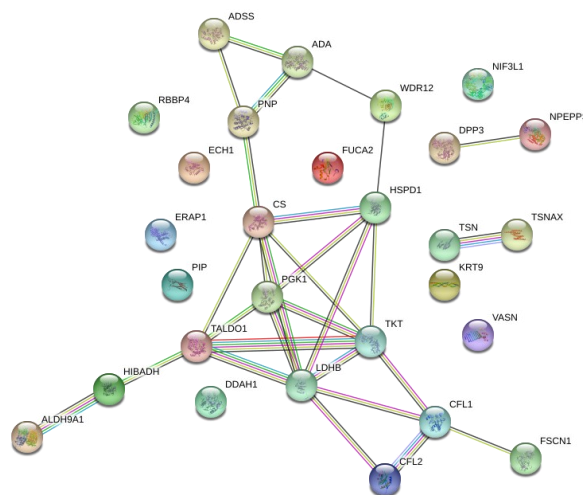 ADSS
ADA
NIF3L1
WDR12
RBBP4
PNP
NPEPP
DPP3
ECH1
FUCA2
HSPD1
CS
ERAP1
TSN
TSNAX
KRT9
PIP
PGK1
TKT
VASN
TALDO1
HIBADH
LDHB
DDAH1
CFL1
ALDH9A1
FSCN1
CFL2